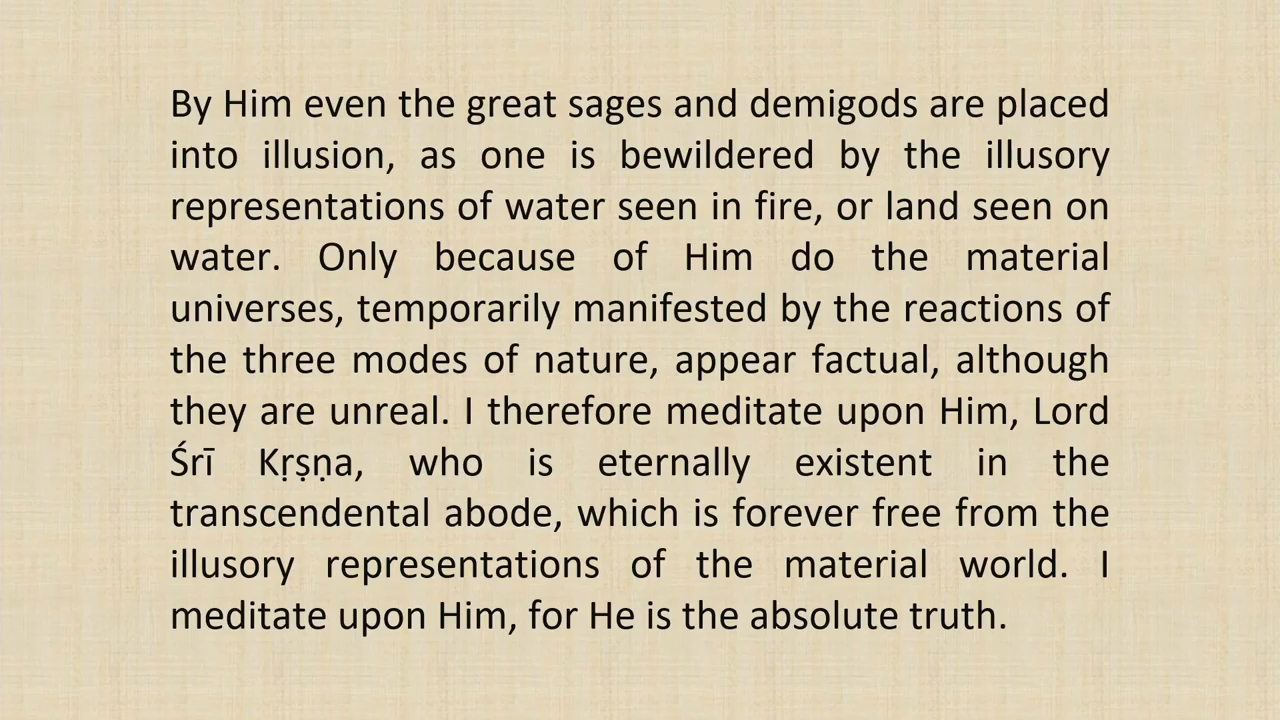 By Him even the great sages and demigods are placed
into illusion, as one is bewildered by the illusory
representations of water seen in fire, or land seen on
water. Only because of Him do the material
universes, temporarily manifested by the reactions of
the three modes of nature, appear factual, although
they are unreal. I therefore meditate upon Him, Lord
Śrī Kṛṣṇa, who is eternally existent in the
transcendental abode, which is forever free from the
illusory representations of the material world. I
meditate upon Him, for He is the absolute truth.